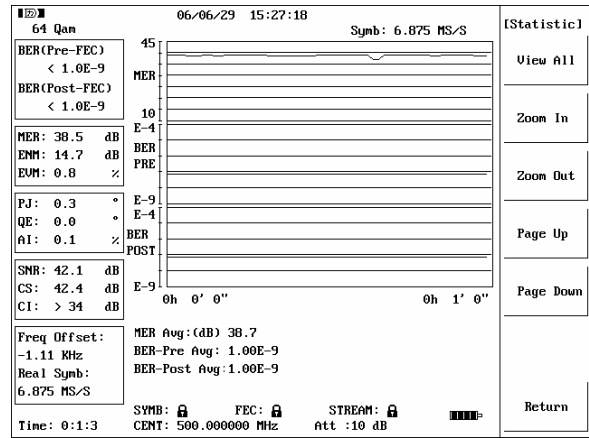 06/06/29 15:27:18
64 Qam
Symb: 6.875 MS/S
[Statistic]
BER(Pre-FEC)
< 1.0E-9
BER(Post-FEC)
< 1.0E-9
MER: 38.5 dB
ENM: 14.7 dB
EVM: 0.8 %
PJ: 0.3 °
QE: 0.0 °
AI: 0.1 %
SNR: 42.1 dB
CS: 42.4 dB
CI: > 34 dB
Freq Offset:
-1.11 KHz
Real Symb:
6.875 MS/S
Time: 0:1:3
45
MER
10
E-4
BER
PRE
E-9
E-4
BER
POST
E-9
0h 0' 0"
0h 1' 0"
MER Avg:(dB) 38.7
BER-Pre Avg: 1.00E-9
BER-Post Avg:1.00E-9
SYMB: FEC: STREAM:
CENT: 500.000000 MHz Att :10 dB
View All
Zoom In
Zoom Out
Page Up
Page Down
Return